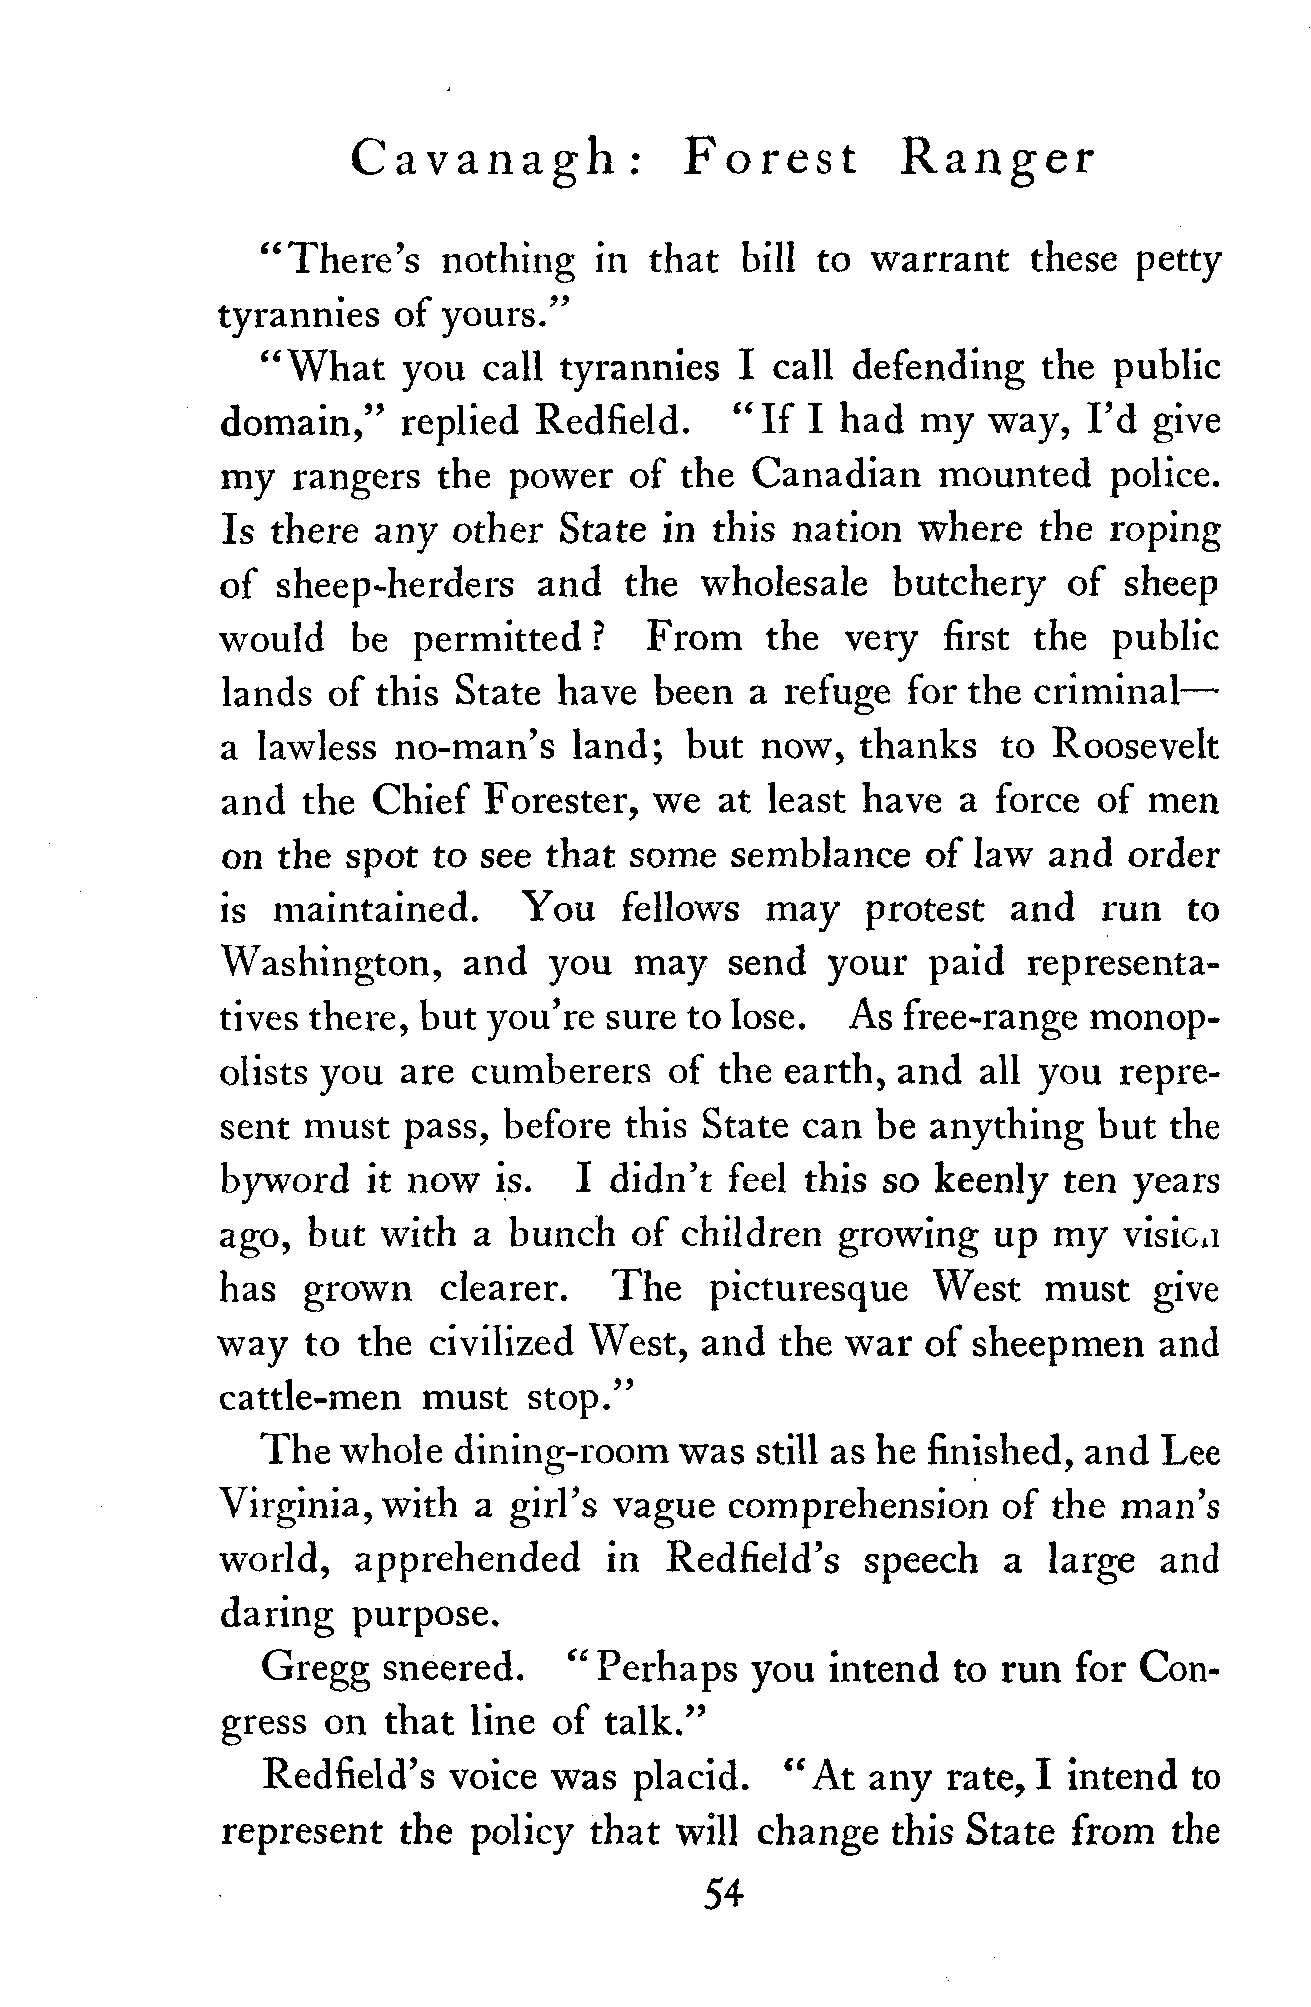 Cavanagh: Forest Ranger
"There's nothing in that bill to warrant these petty
tyrannies of yours."
"What you call tyrannies I call defending the public
domain," replied Redfield. "If I had my way, I'd give
my rangers the power of the Canadian mounted police.
Is there any other State in this nation where the roping
of sheep-herders and the wholesale butchery of sheep
would be permitted? From the very first the public
lands of this State have been a refuge for the criminal—
a lawless no-man's land; but now, thanks to Roosevelt
and the Chief Forester, we at least have a force of men
on the spot to see that some semblance of law and order
is maintained. You fellows may protest and run to
Washington, and you may send your paid representa-
tives there, but you're sure to lose. As free-range monop-
olists you are cumberers of the earth, and all you repre-
sent must pass, before this State can be anything but the
byword it now is. I didn't feel this so keenly ten years
ago, but with a bunch of children growing up my vision
has grown clearer. The picturesque West must give
way to the civilized West, and the war of sheepmen and
cattle-men must stop."
The whole dining-room was still as he finished, and Lee
Virginia, with a girl's vague comprehension of the man's
world, apprehended in Redfield's speech a large and
daring purpose.
Gregg sneered. "Perhaps you intend to run for Con-
gress on that line of talk."
Redfield's voice was placid. "At any rate, I intend to
represent the policy that will change this State from the
54